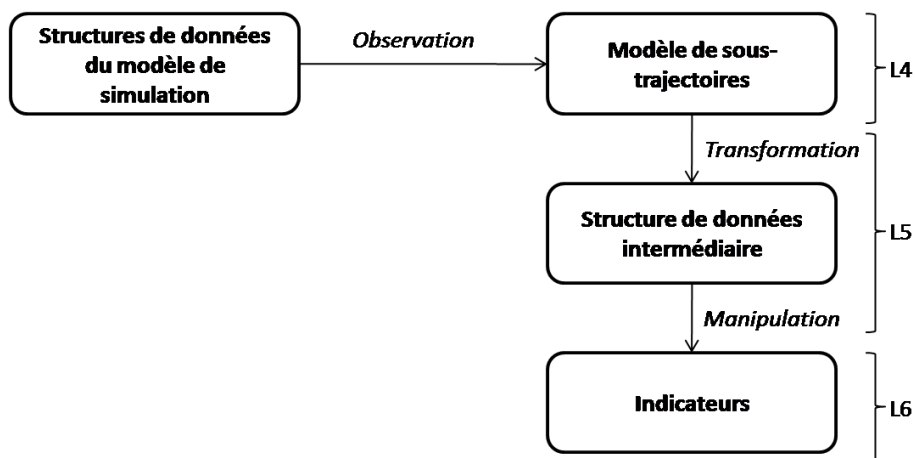 Structures de données
du modèle de
simulation
Observation
Modèle de sous-
trajectoires
L4
Transformation
Structure de données
intermédiaire
L5
Manipulation
Indicateurs
L6